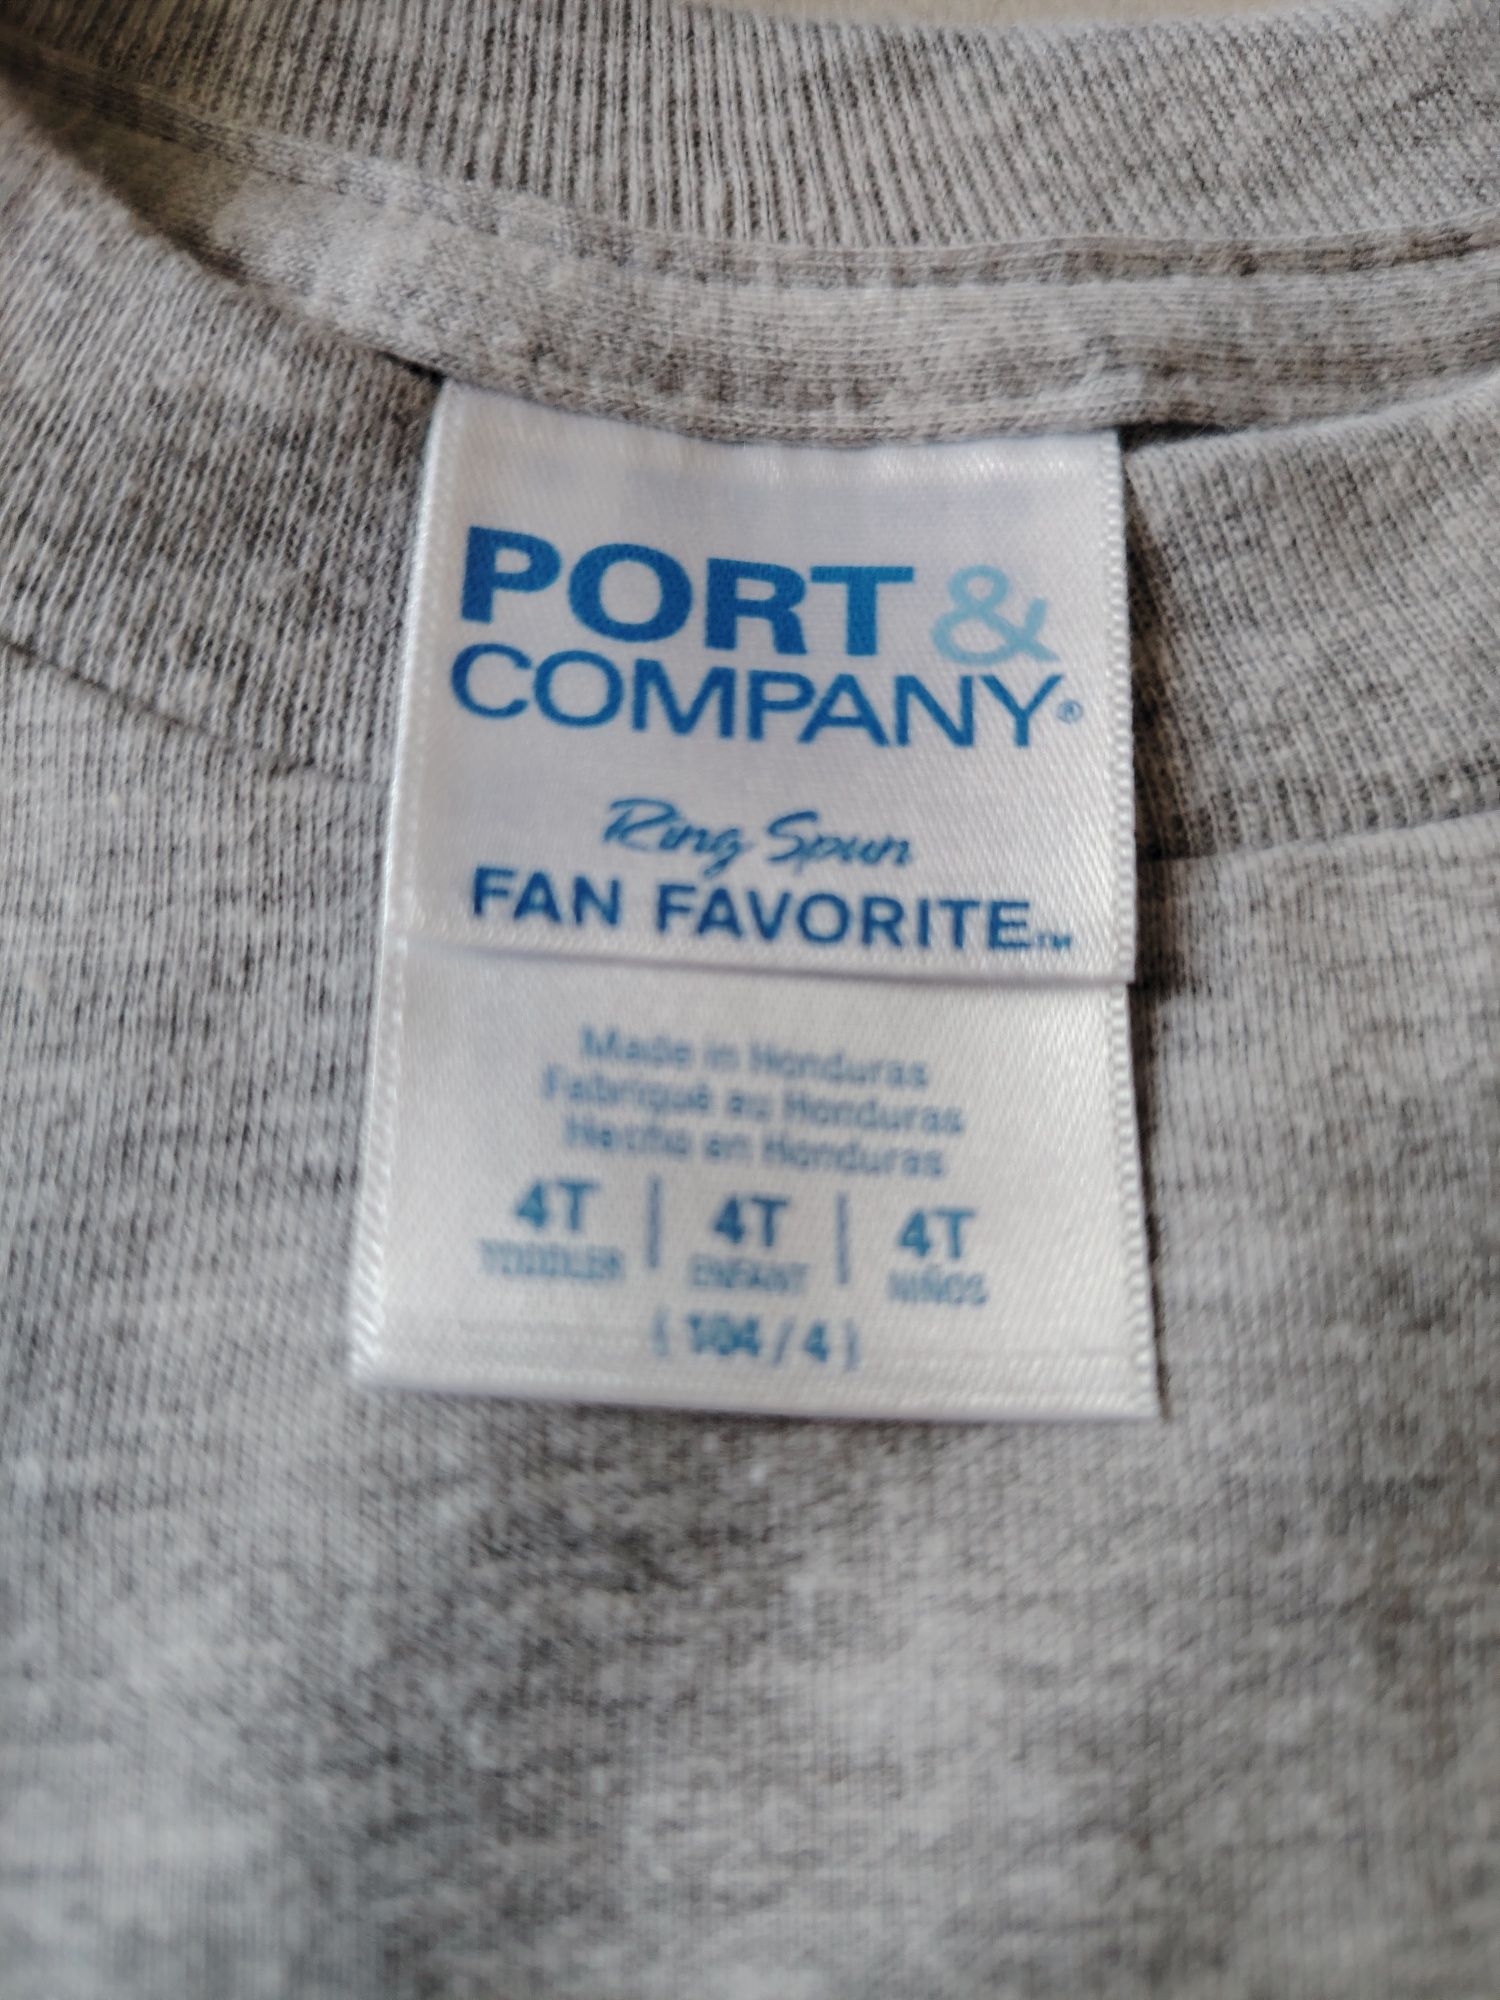 PORT &
COMPANY®
Ring Spun
FAN FAVORITE™
Made in Honduras
Fabriqué au Honduras
Hecho en Honduras
4T | 4T | 4T
TODDLER ENFANT NIÑOS
( 104 / 4 )